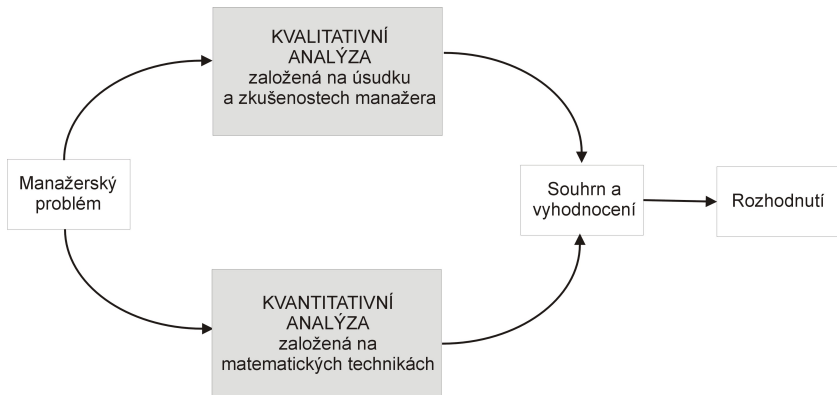 KVALITATIVNÍ
ANALÝZA
založená na úsudku
a zkušenostech manažera
Manažerský
problém
Souhrn a
vyhodnocení
Rozhodnutí
KVANTITATIVNÍ
ANALÝZA
založená na
matematických technikách